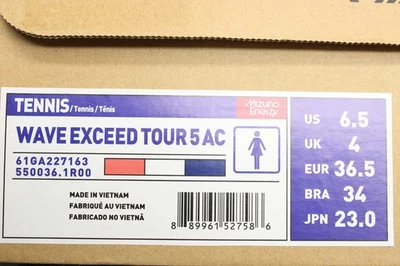 TENNIS/Tennis/Tênis
Mizuno
Enerzy
WAVE EXCEED TOUR 5 AC
61GA227163
550036.1R00
MADE IN VIETNAM
FABRIQUÉ AU VIETNAM
FABRICADO NO VIETNÃ
8 89961 52758 6
US 6.5
UK 4
EUR 36.5
BRA 34
JPN 23.0